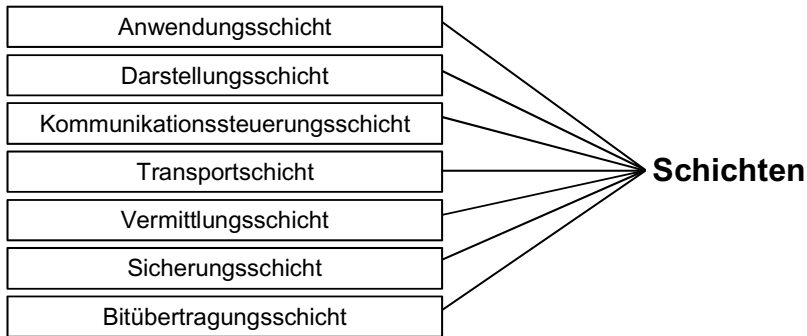 Anwendungsschicht
Darstellungsschicht
Kommunikationssteuerungsschicht
Transportschicht
Vermittlungsschicht
Sicherungsschicht
Bitübertragungsschicht
Schichten